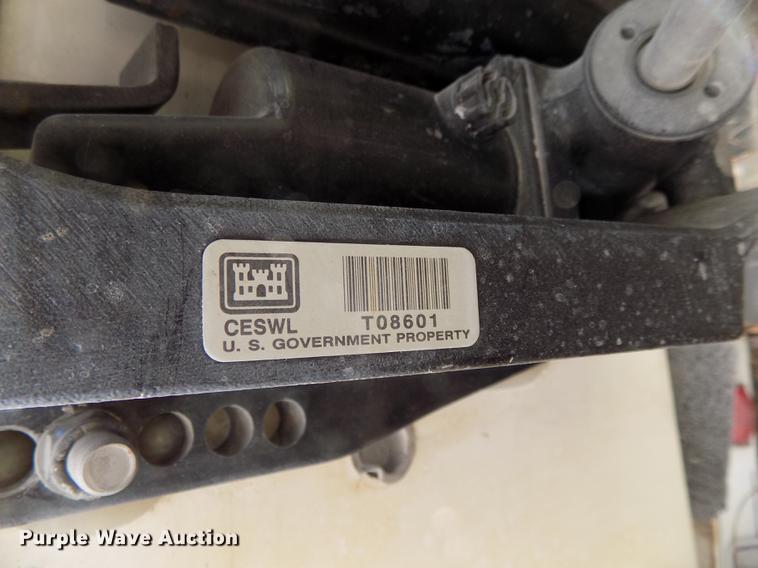 CESWL
T08601
U. S. GOVERNMENT PROPERTY
Purple Wave Auction